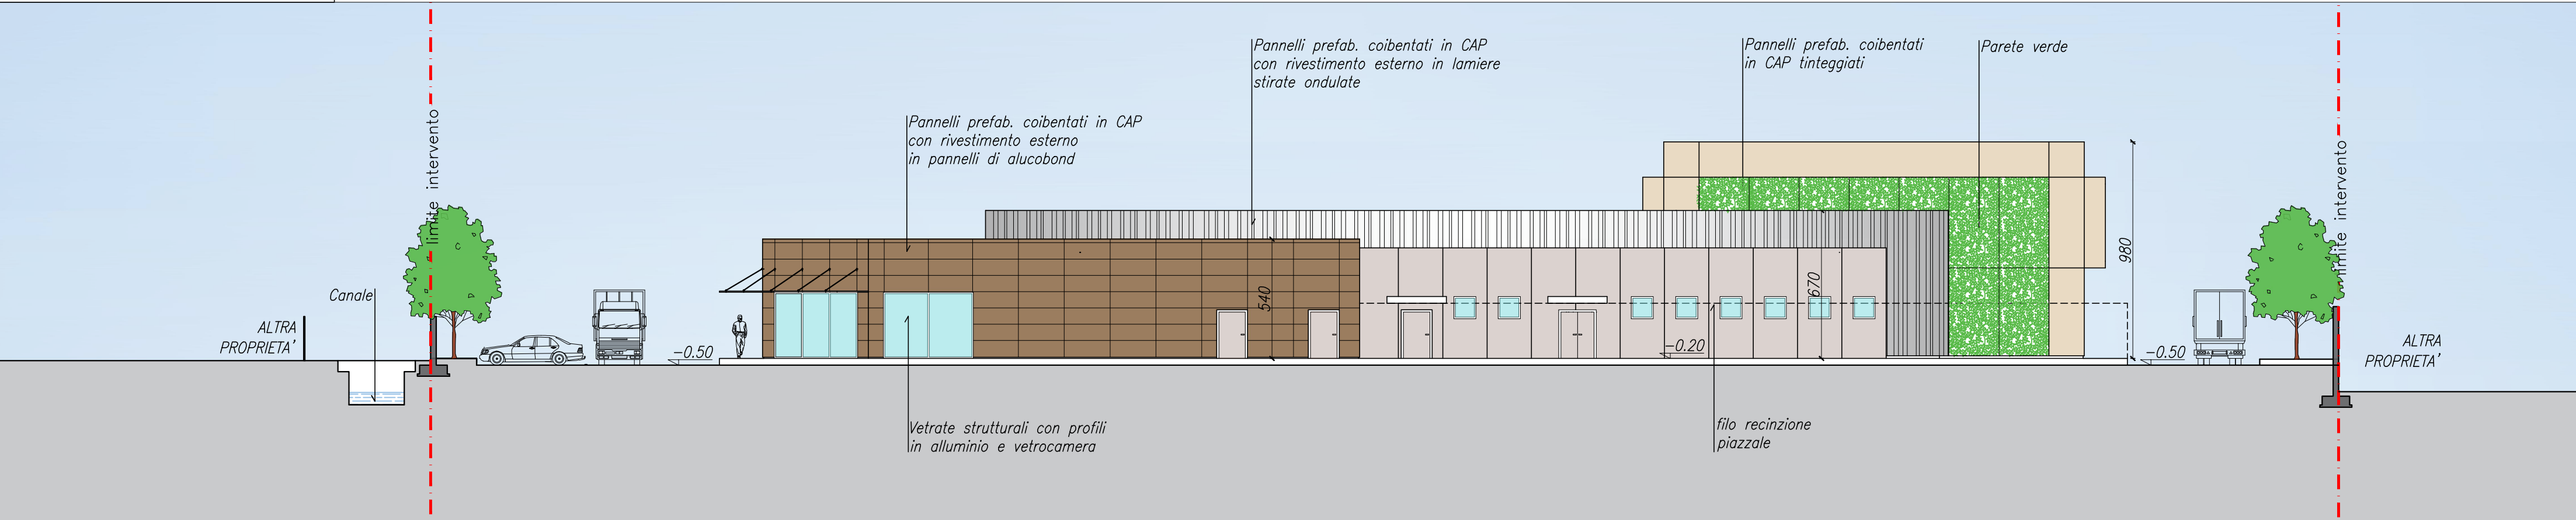 Pannelli prefab. coibentati in CAP
con rivestimento esterno in lamiere
stirate ondulate
Pannelli prefab. coibentati
in CAP tinteggiati
Parete verde
Pannelli prefab. coibentati in CAP
con rivestimento esterno
in pannelli di alucobond
limite intervento
limite intervento
980
Canale
540
670
ALTRA
PROPRIETA'
-0.50
-0.20
-0.50
ALTRA
PROPRIETA'
Vetrate strutturali con profili
in alluminio e vetrocamera
filo recinzione
piazzale